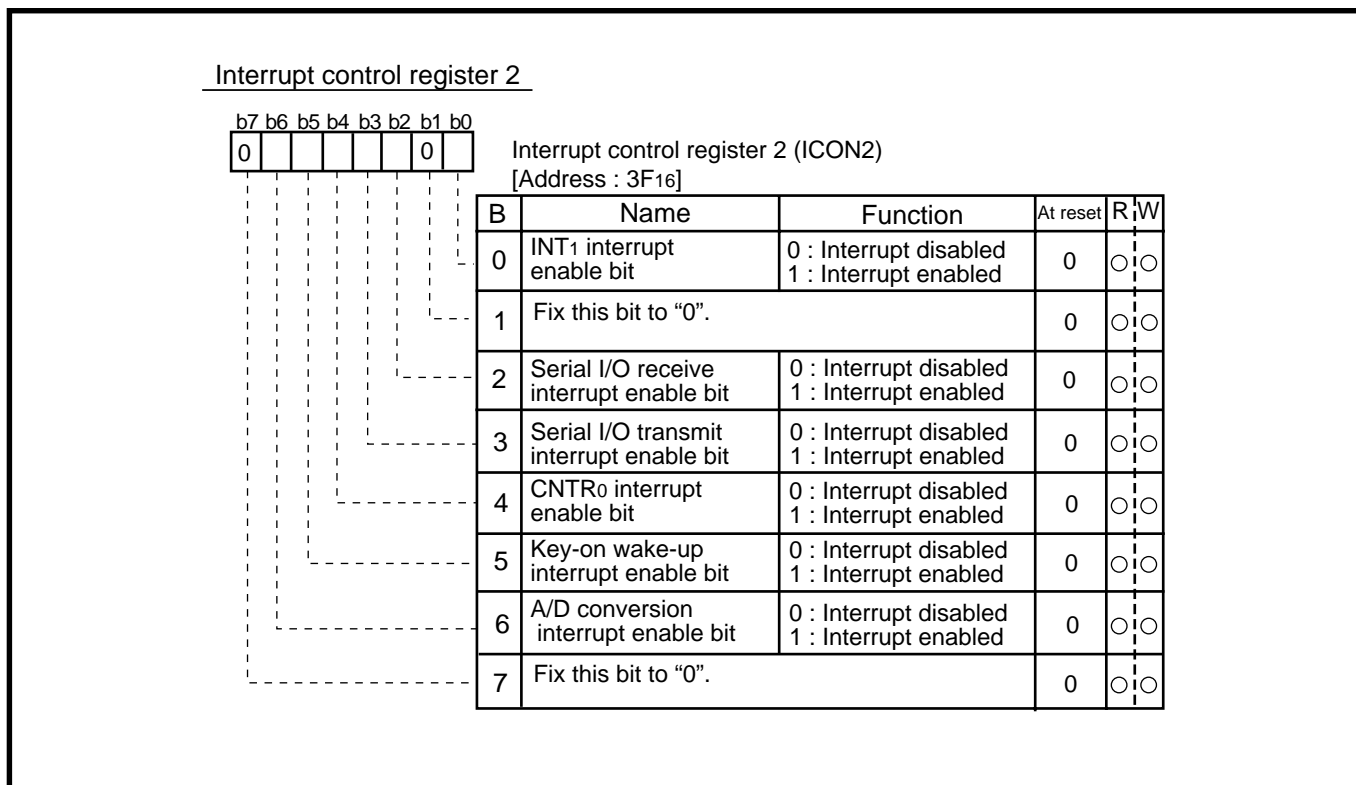 Interrupt control register 2
b7 b6 b5 b4 b3 b2 b1 b0
0 0
Interrupt control register 2 (ICON2)
[Address : 3F16]
B Name Function At reset R W
0 INT1 interrupt enable bit 0 : Interrupt disabled 1 : Interrupt enabled 0 ○ ○
1 Fix this bit to “0”. 0 ○ ○
2 Serial I/O receive interrupt enable bit 0 : Interrupt disabled 1 : Interrupt enabled 0 ○ ○
3 Serial I/O transmit interrupt enable bit 0 : Interrupt disabled 1 : Interrupt enabled 0 ○ ○
4 CNTR0 interrupt enable bit 0 : Interrupt disabled 1 : Interrupt enabled 0 ○ ○
5 Key-on wake-up interrupt enable bit 0 : Interrupt disabled 1 : Interrupt enabled 0 ○ ○
6 A/D conversion interrupt enable bit 0 : Interrupt disabled 1 : Interrupt enabled 0 ○ ○
7 Fix this bit to “0”. 0 ○ ○